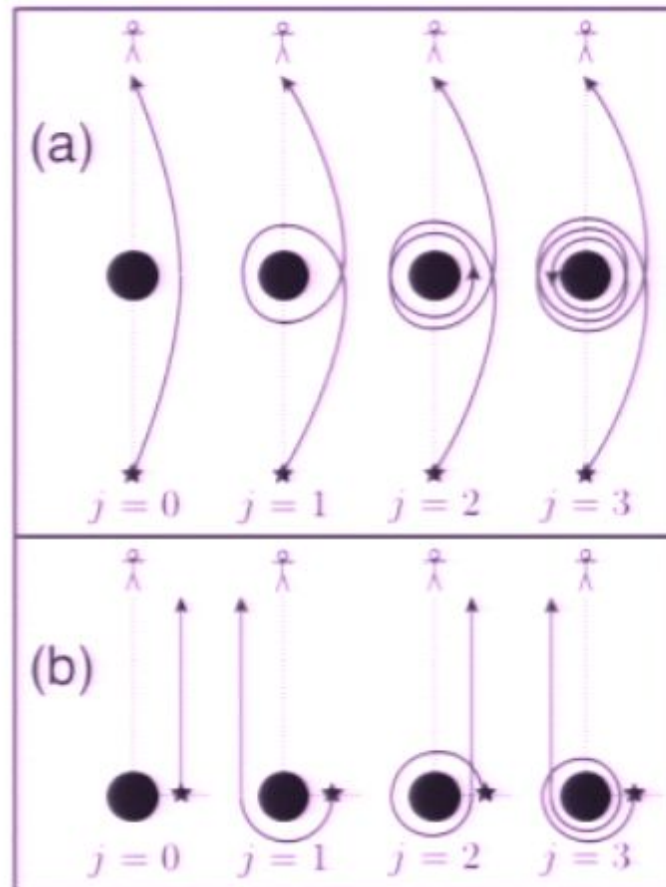 (a)
j = 0 j = 1 j = 2 j = 3
(b)
j = 0 j = 1 j = 2 j = 3